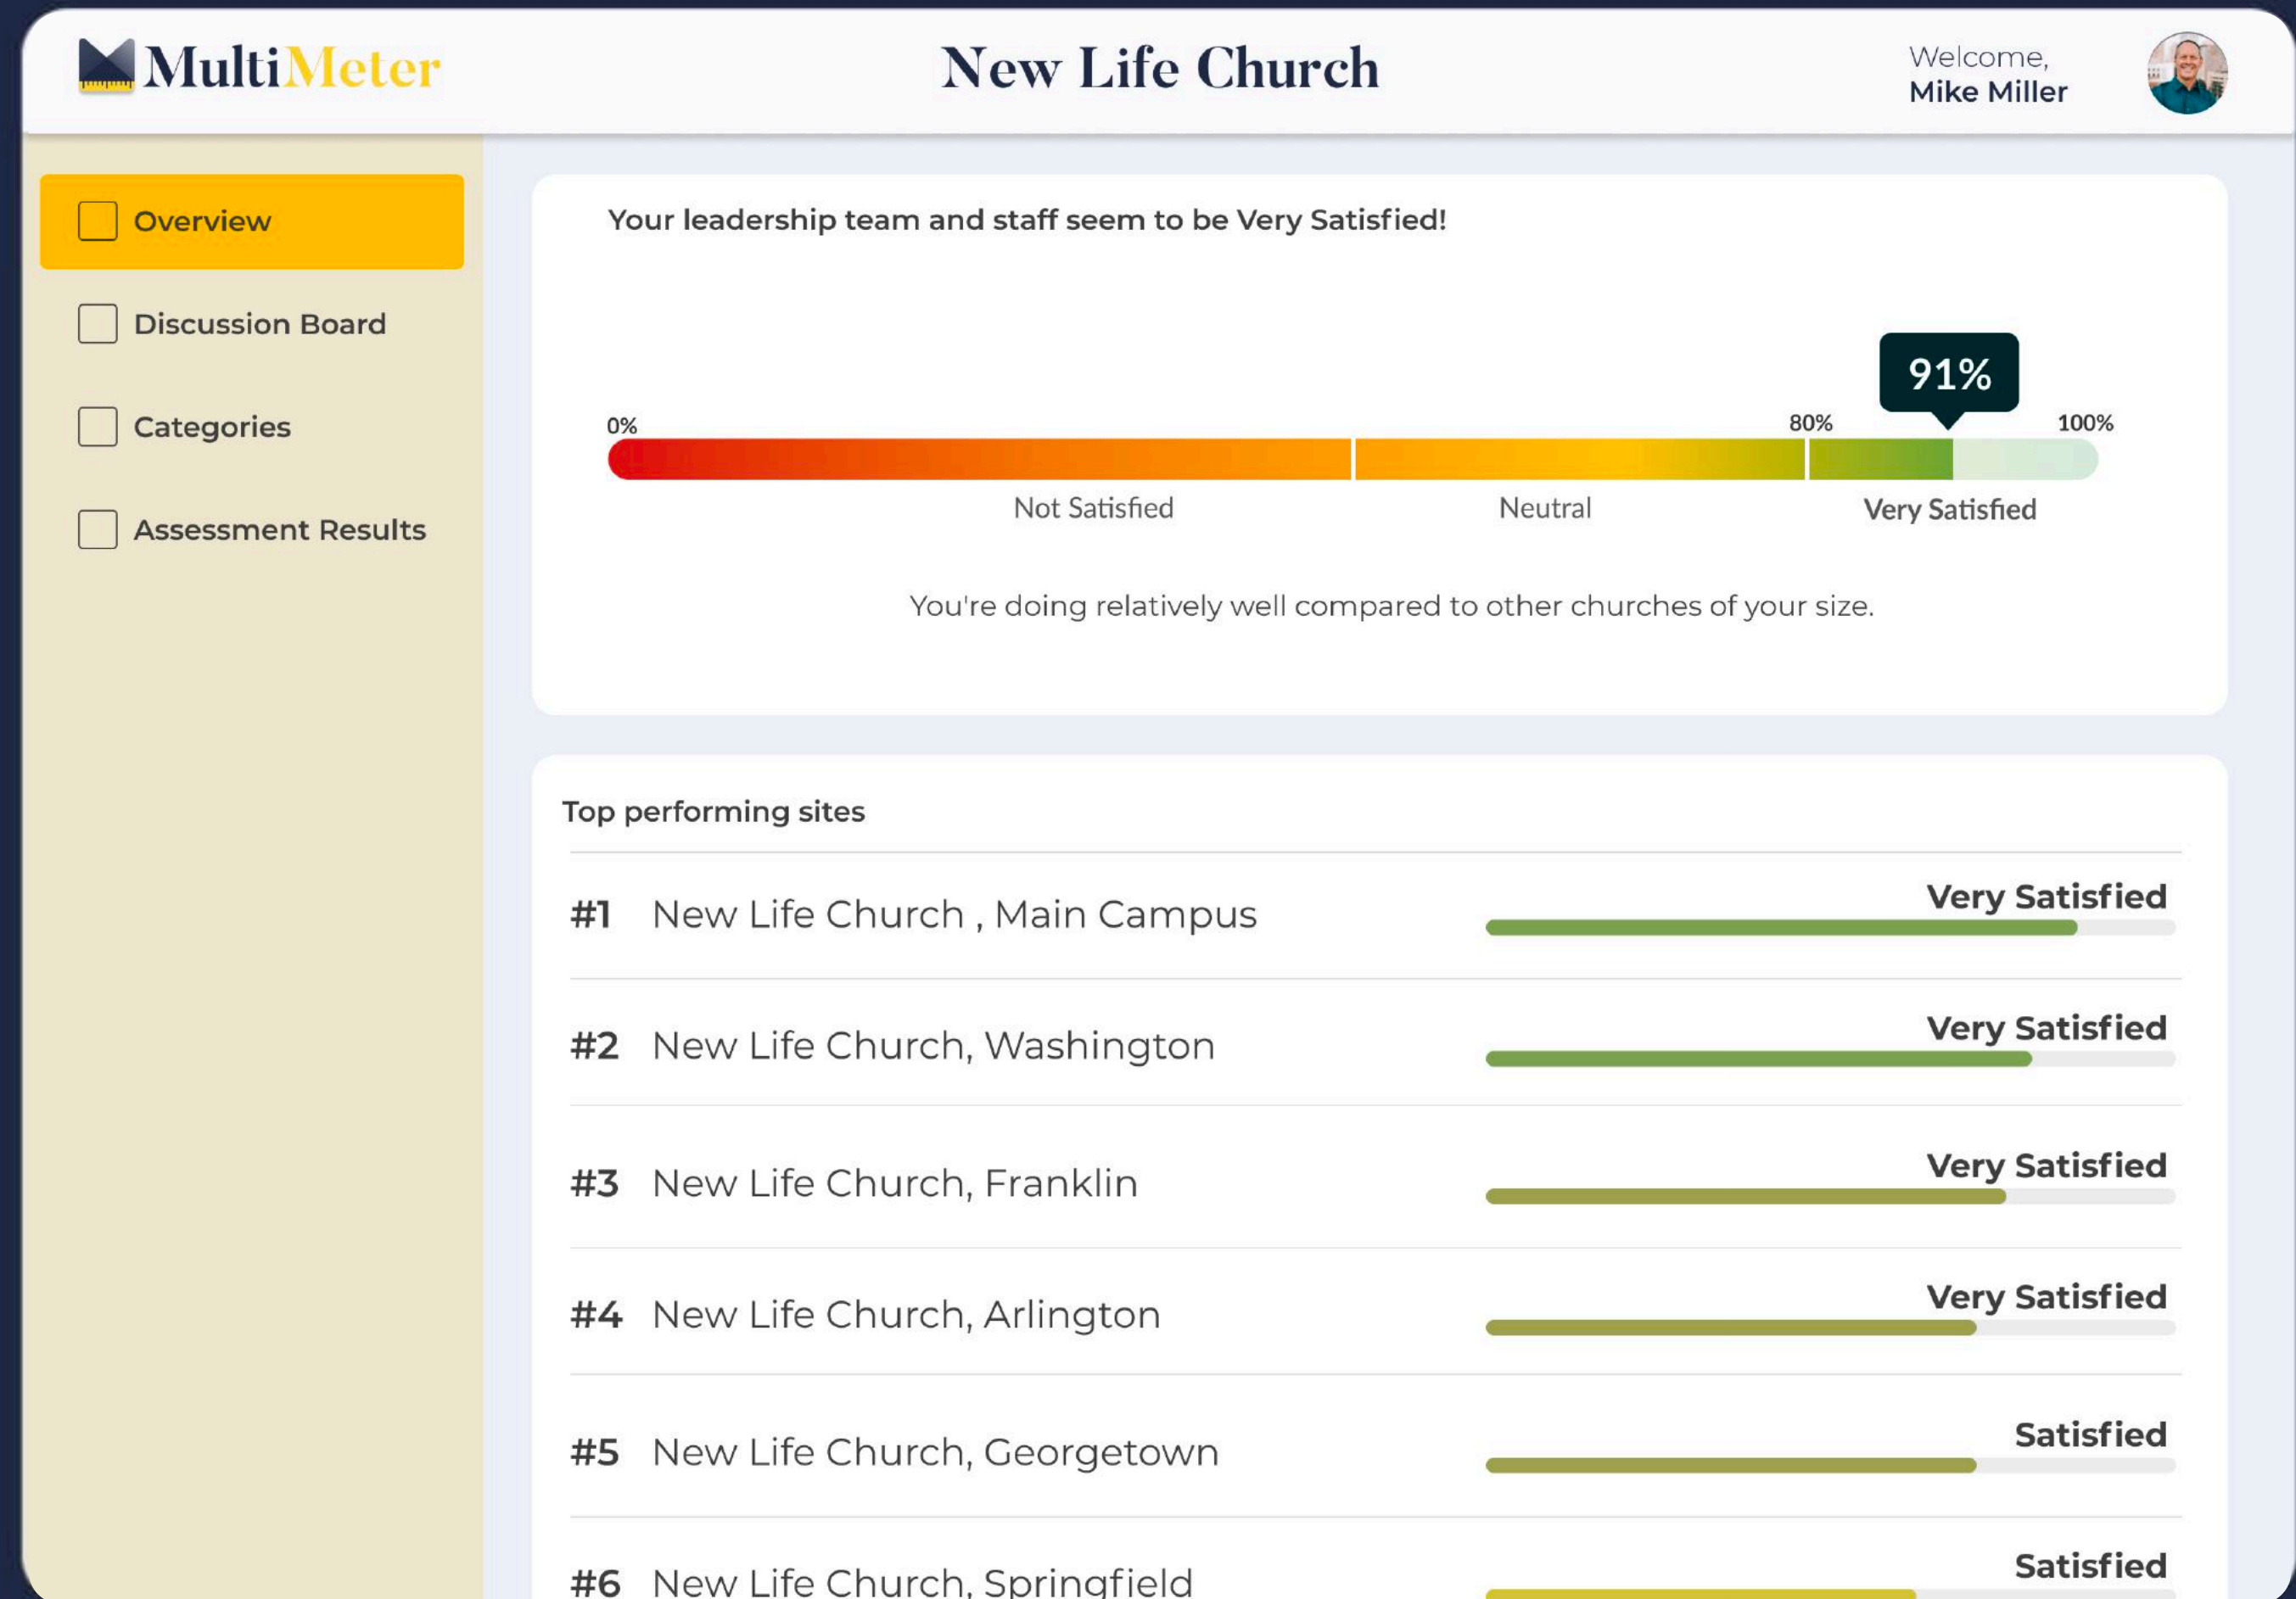 MultiMeter
New Life Church
Welcome,
Mike Miller
Overview
Discussion Board
Categories
Assessment Results
Your leadership team and staff seem to be Very Satisfied!
91%
0%
80%
100%
Not Satisfied
Neutral
Very Satisfied
You're doing relatively well compared to other churches of your size.
Top performing sites
#1 New Life Church , Main Campus
Very Satisfied
#2 New Life Church, Washington
Very Satisfied
#3 New Life Church, Franklin
Very Satisfied
#4 New Life Church, Arlington
Very Satisfied
#5 New Life Church, Georgetown
Satisfied
#6 New Life Church, Springfield
Satisfied